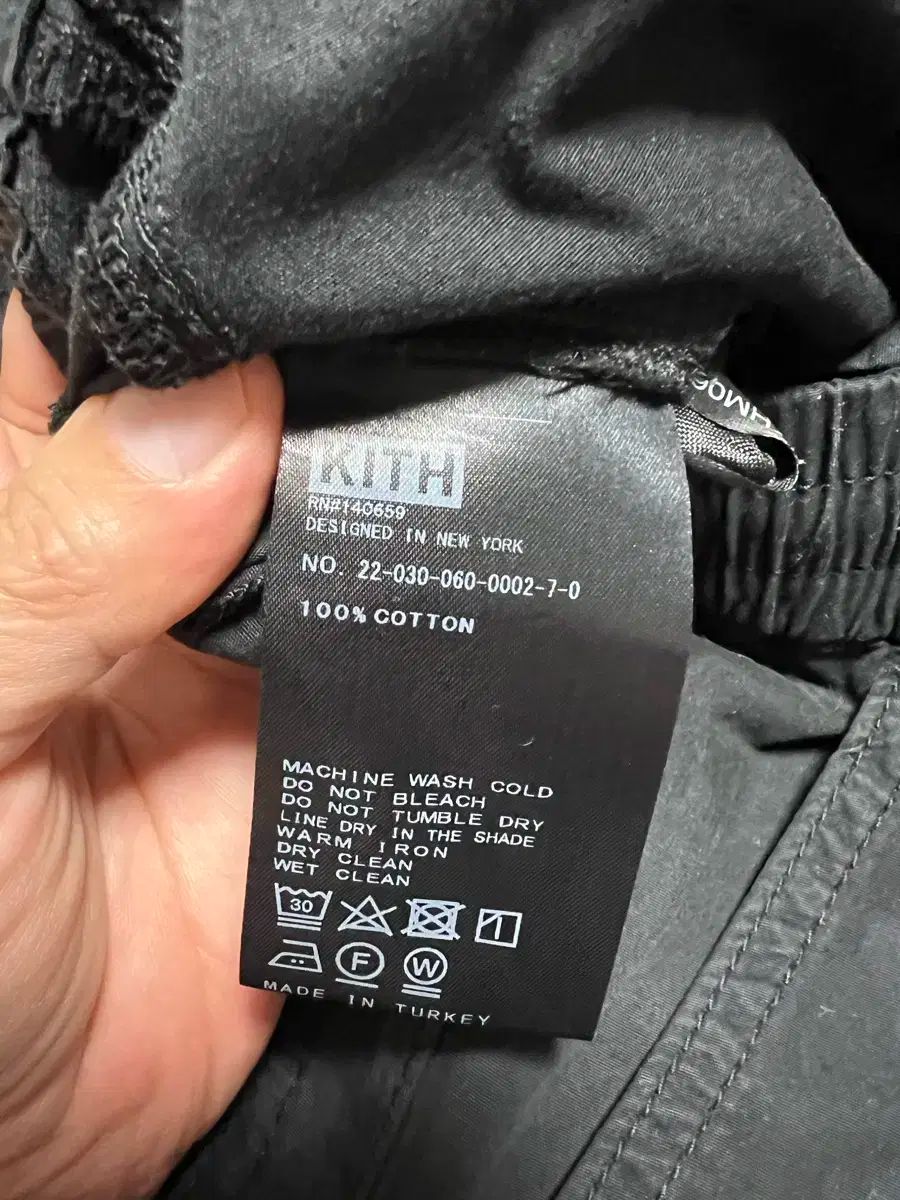 KITH
RN#140659
DESIGNED IN NEW YORK
NO. 22-030-060-0002-7-0
100% COTTON
MACHINE WASH COLD
DO NOT BLEACH
DO NOT TUMBLE DRY
LINE DRY IN THE SHADE
WARM IRON
DRY CLEAN
WET CLEAN
30
F W
MADE IN TURKEY